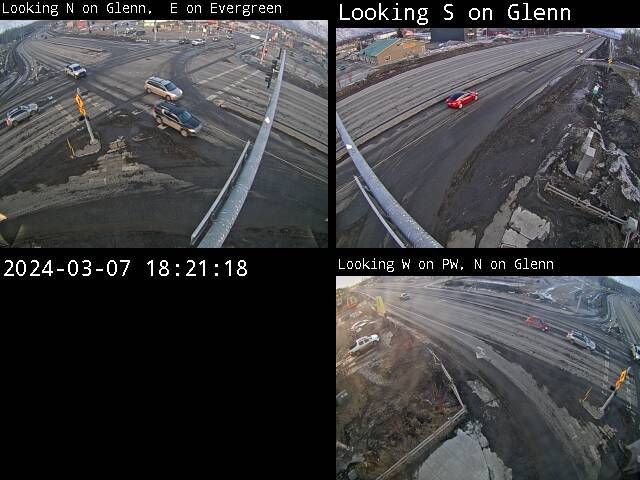 Looking N on Glenn,  E on Evergreen
Looking S on Glenn
2024-03-07 18:21:18
Looking W on PW, N on Glenn